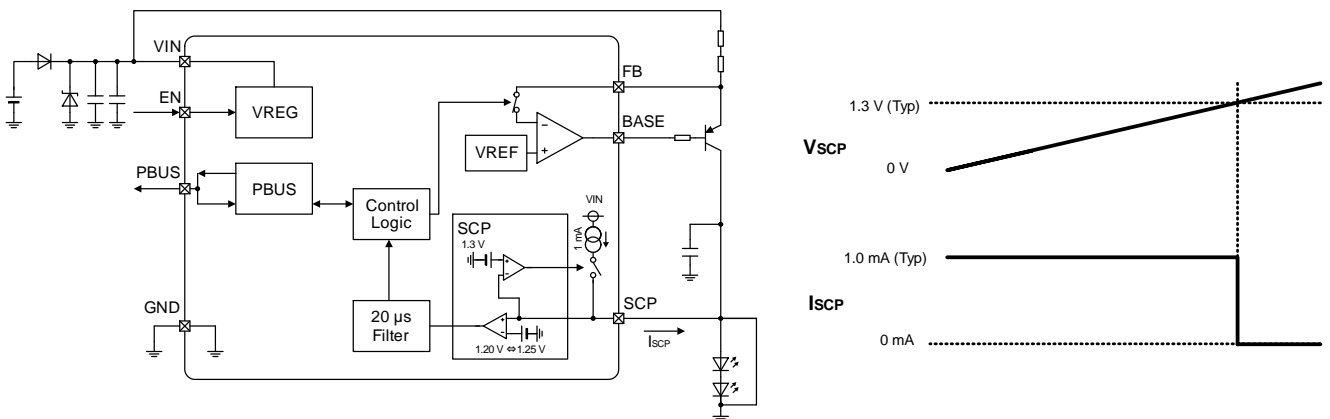 VIN
FB
EN
VREG
BASE
VREF
PBUS
PBUS
Control
Logic
VIN
1 mA
SCP
1.3 V
GND
20 µs
Filter
SCP
1.20 V ⇔1.25 V
ISCP
1.3 V (Typ)
VSCP
0 V
1.0 mA (Typ)
ISCP
0 mA